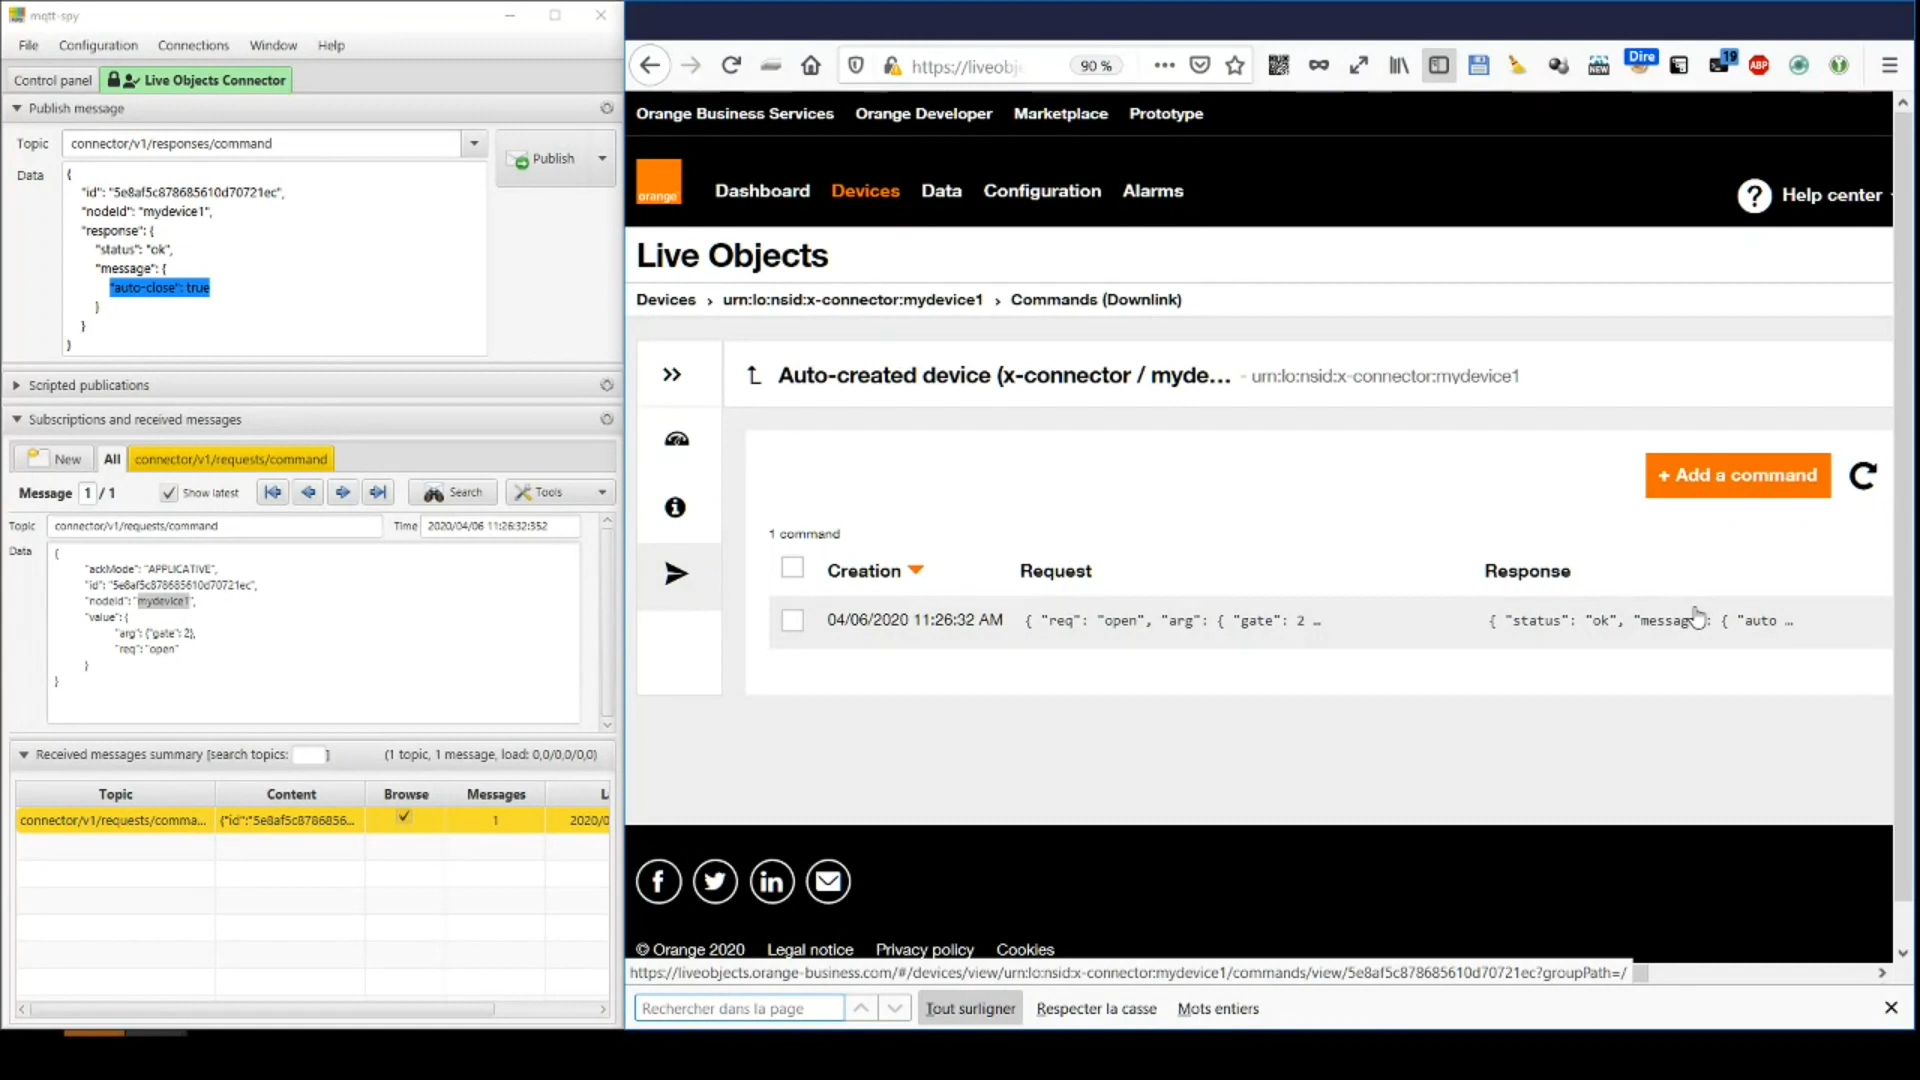 mqtt-spy
File Configuration Connections Window Help
Control panel Live Objects Connector
Publish message
Topic connector/v1/responses/command Publish
Data
{
"id": "5e8af5c878685610d70721ec",
"nodeId": "mydevice1",
"response": {
"status": "ok",
"message": {
"auto-close": true
}
}
}
Scripted publications
Subscriptions and received messages
New All connector/v1/requests/command
Message 1 / 1 Show latest Search Tools
Topic connector/v1/requests/command Time 2020/04/06 11:26:32:352
Data
{
"ackMode": "APPLICATIVE",
"id": "5e8af5c878685610d70721ec",
"nodeId": "mydevice1",
"value": {
"arg": {"gate": 2},
"req": "open"
}
}
Received messages summary [search topics: ] (1 topic, 1 message, load: 0,0/0,0/0,0)
Topic Content Browse Messages L
connector/v1/requests/comma... {"id":"5e8af5c8786856... 1 2020/0
https://liveobj 90 % NEW Dire 19 ABP
Orange Business Services Orange Developer Marketplace Prototype
orange Dashboard Devices Data Configuration Alarms ? Help center
Live Objects
Devices › urn:lo:nsid:x-connector:mydevice1 › Commands (Downlink)
Auto-created device (x-connector / myde... - urn:lo:nsid:x-connector:mydevice1
+ Add a command
1 command
Creation Request Response
04/06/2020 11:26:32 AM { "req": "open", "arg": { "gate": 2 … { "status": "ok", "messag : { "auto …
© Orange 2020 Legal notice Privacy policy Cookies
https://liveobjects.orange-business.com/#/devices/view/urn:lo:nsid:x-connector:mydevice1/commands/view/5e8af5c878685610d70721ec?groupPath=/
Rechercher dans la page Tout surligner Respecter la casse Mots entiers